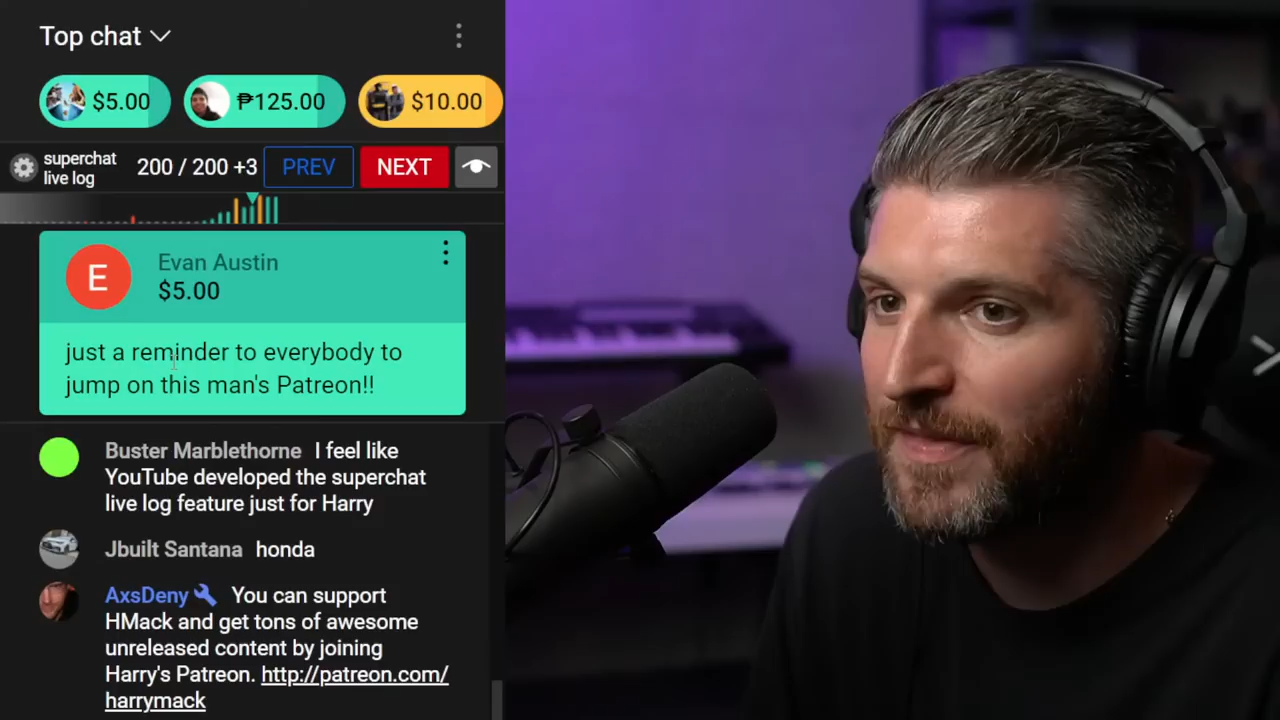 Top chat
$5.00
₱125.00
$10.00
superchat
live log
200 / 200 +3
PREV
NEXT
E
Evan Austin
$5.00
just a reminder to everybody to
jump on this man's Patreon!!
Buster Marblethorne I feel like
YouTube developed the superchat
live log feature just for Harry
Jbuilt Santana honda
AxsDeny You can support
HMack and get tons of awesome
unreleased content by joining
Harry's Patreon. http://patreon.com/
harrymack